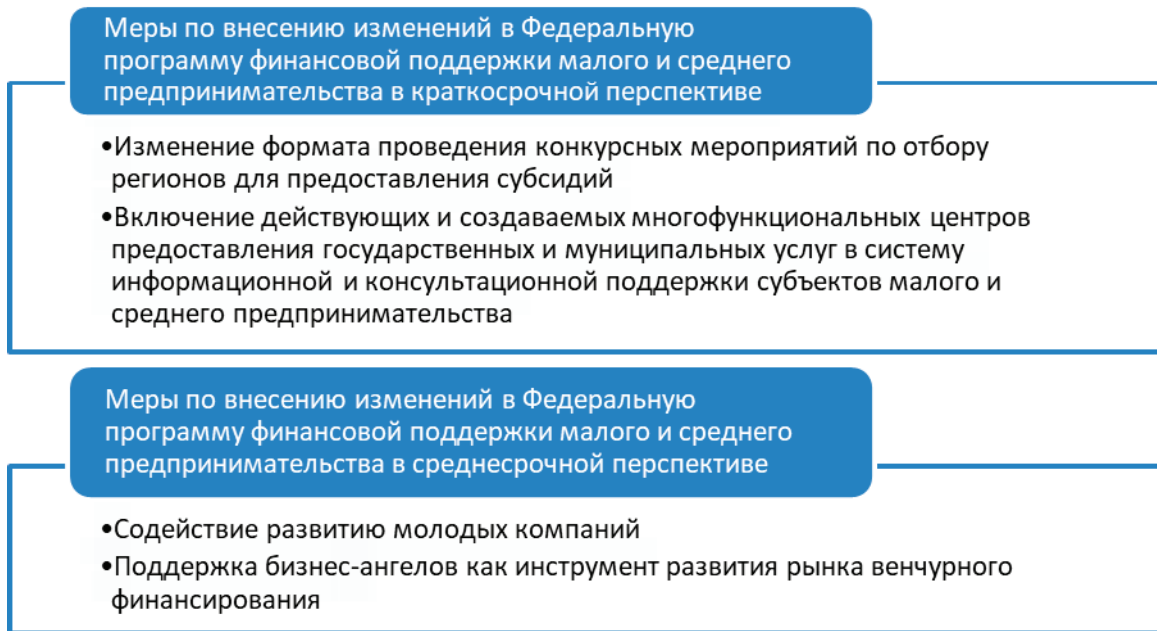 Меры по внесению изменений в Федеральную
программу финансовой поддержки малого и среднего
предпринимательства в краткосрочной перспективе
•Изменение формата проведения конкурсных мероприятий по отбору
регионов для предоставления субсидий
•Включение действующих и создаваемых многофункциональных центров
предоставления государственных и муниципальных услуг в систему
информационной и консультационной поддержки субъектов малого и
среднего предпринимательства
Меры по внесению изменений в Федеральную
программу финансовой поддержки малого и среднего
предпринимательства в среднесрочной перспективе
•Содействие развитию молодых компаний
•Поддержка бизнес-ангелов как инструмент развития рынка венчурного
финансирования